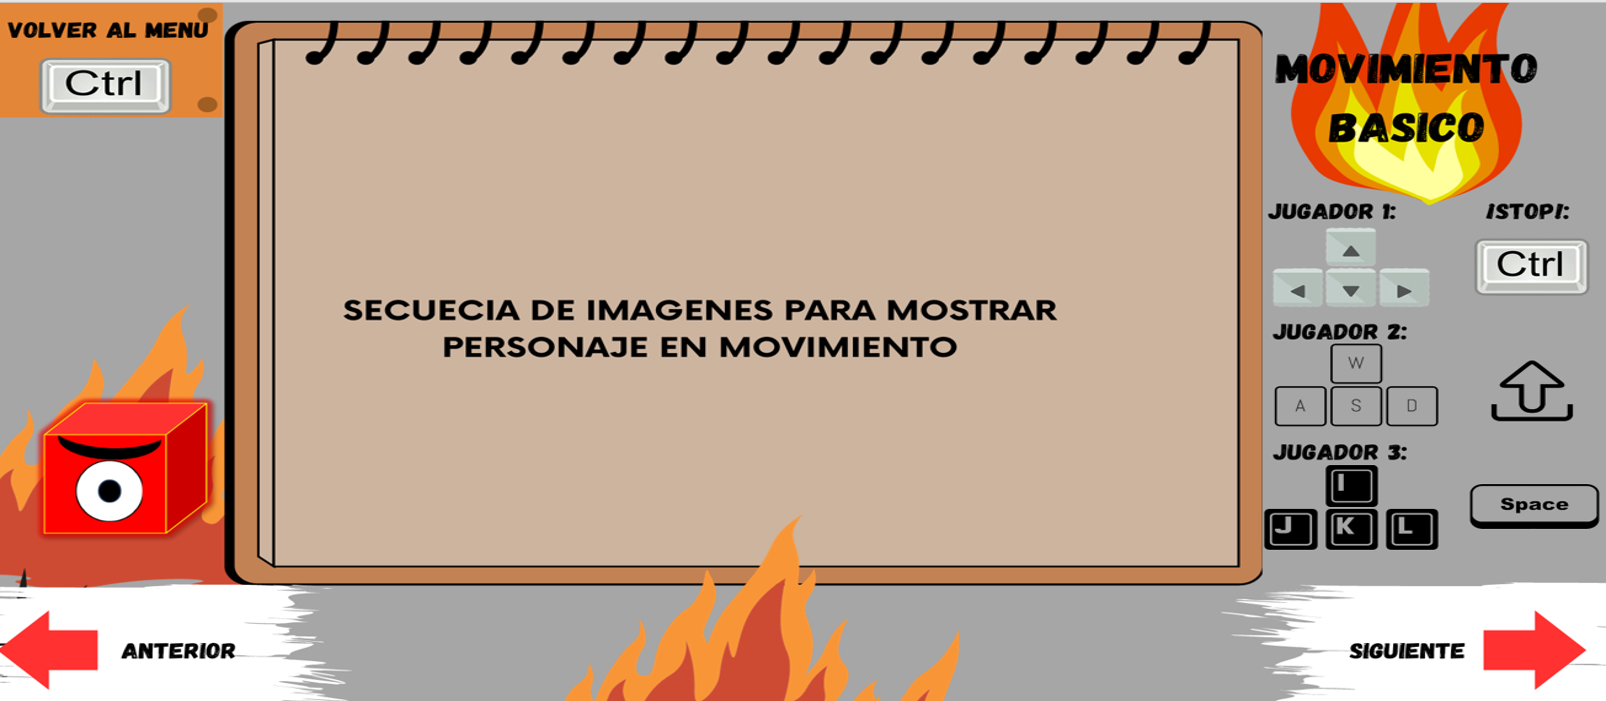 VOLVER AL MENU
Ctrl
SECUECIA DE IMAGENES PARA MOSTRAR
PERSONAJE EN MOVIMIENTO
MOVIMIENTO
BASICO
JUGADOR 1:
¡STOP!:
Ctrl
JUGADOR 2:
W
A S D
JUGADOR 3:
I
J K L
Space
ANTERIOR
SIGUIENTE